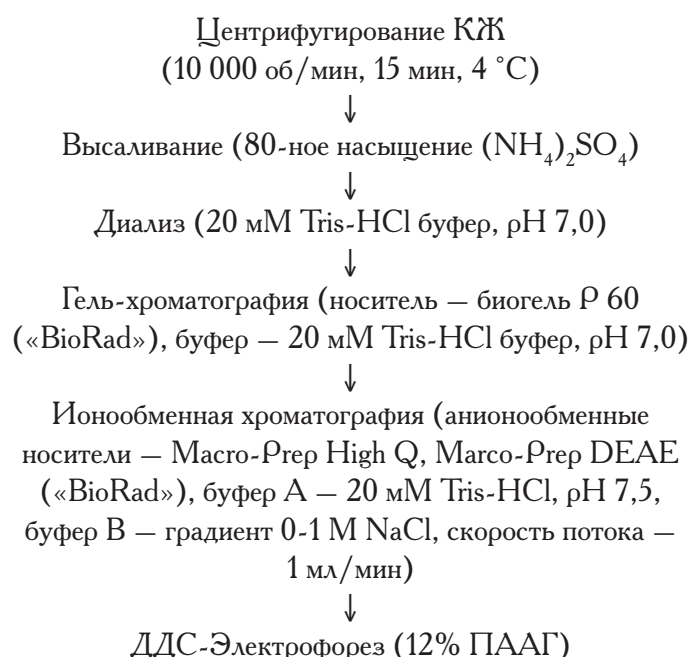 Центрифугирование КЖ
(10 000 об/мин, 15 мин, 4 °C)
↓
Высаливание (80-ное насыщение (NH₄)₂SO₄)
↓
Диализ (20 мМ Tris-HCl буфер, pH 7,0)
↓
Гель-хроматография (носитель — биогель P 60
(«BioRad»), буфер — 20 мМ Tris-HCl буфер, pH 7,0)
↓
Ионообменная хроматография (анионообменные
носители — Macro-Prep High Q, Marco-Prep DEAE
(«BioRad»), буфер A — 20 мМ Tris-HCl, pH 7,5,
буфер B — градиент 0-1 М NaCl, скорость потока —
1 мл/мин)
↓
ДДС-Электрофорез (12% ПААГ)